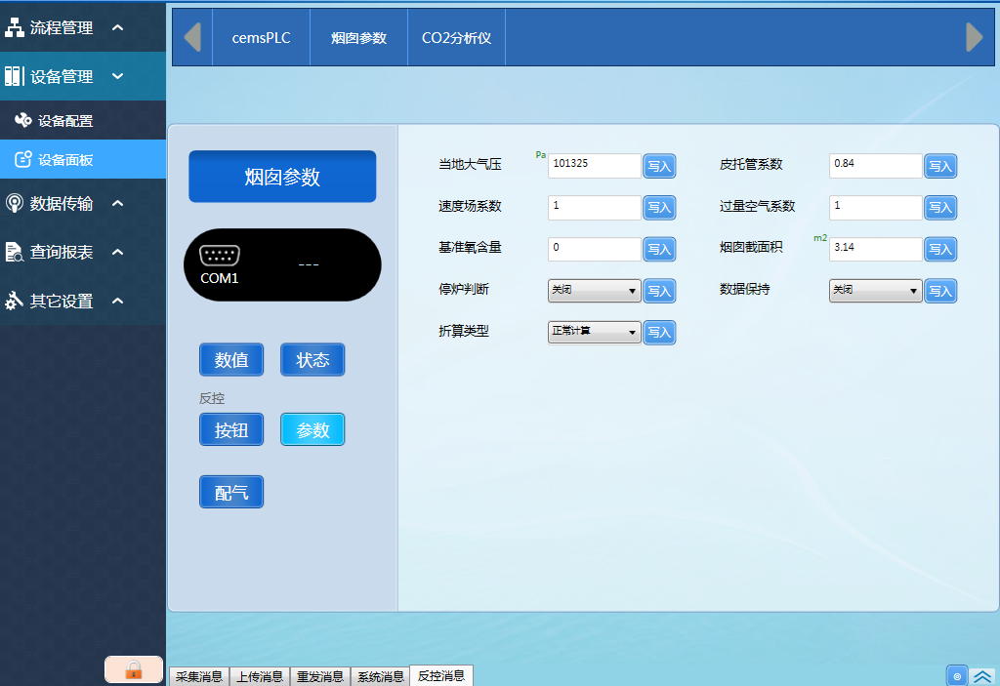 流程管理
设备管理
设备配置
设备面板
数据传输
查询报表
其它设置
cemsPLC
烟囱参数
CO2分析仪
烟囱参数
COM1
---
数值
状态
反控
按钮
参数
配气
当地大气压 Pa 101325 写入
皮托管系数 0.84 写入
速度场系数 1 写入
过量空气系数 1 写入
基准氧含量 0 写入
烟囱截面积 m2 3.14 写入
停炉判断 关闭 写入
数据保持 关闭 写入
折算类型 正常计算 写入
采集消息
上传消息
重发消息
系统消息
反控消息